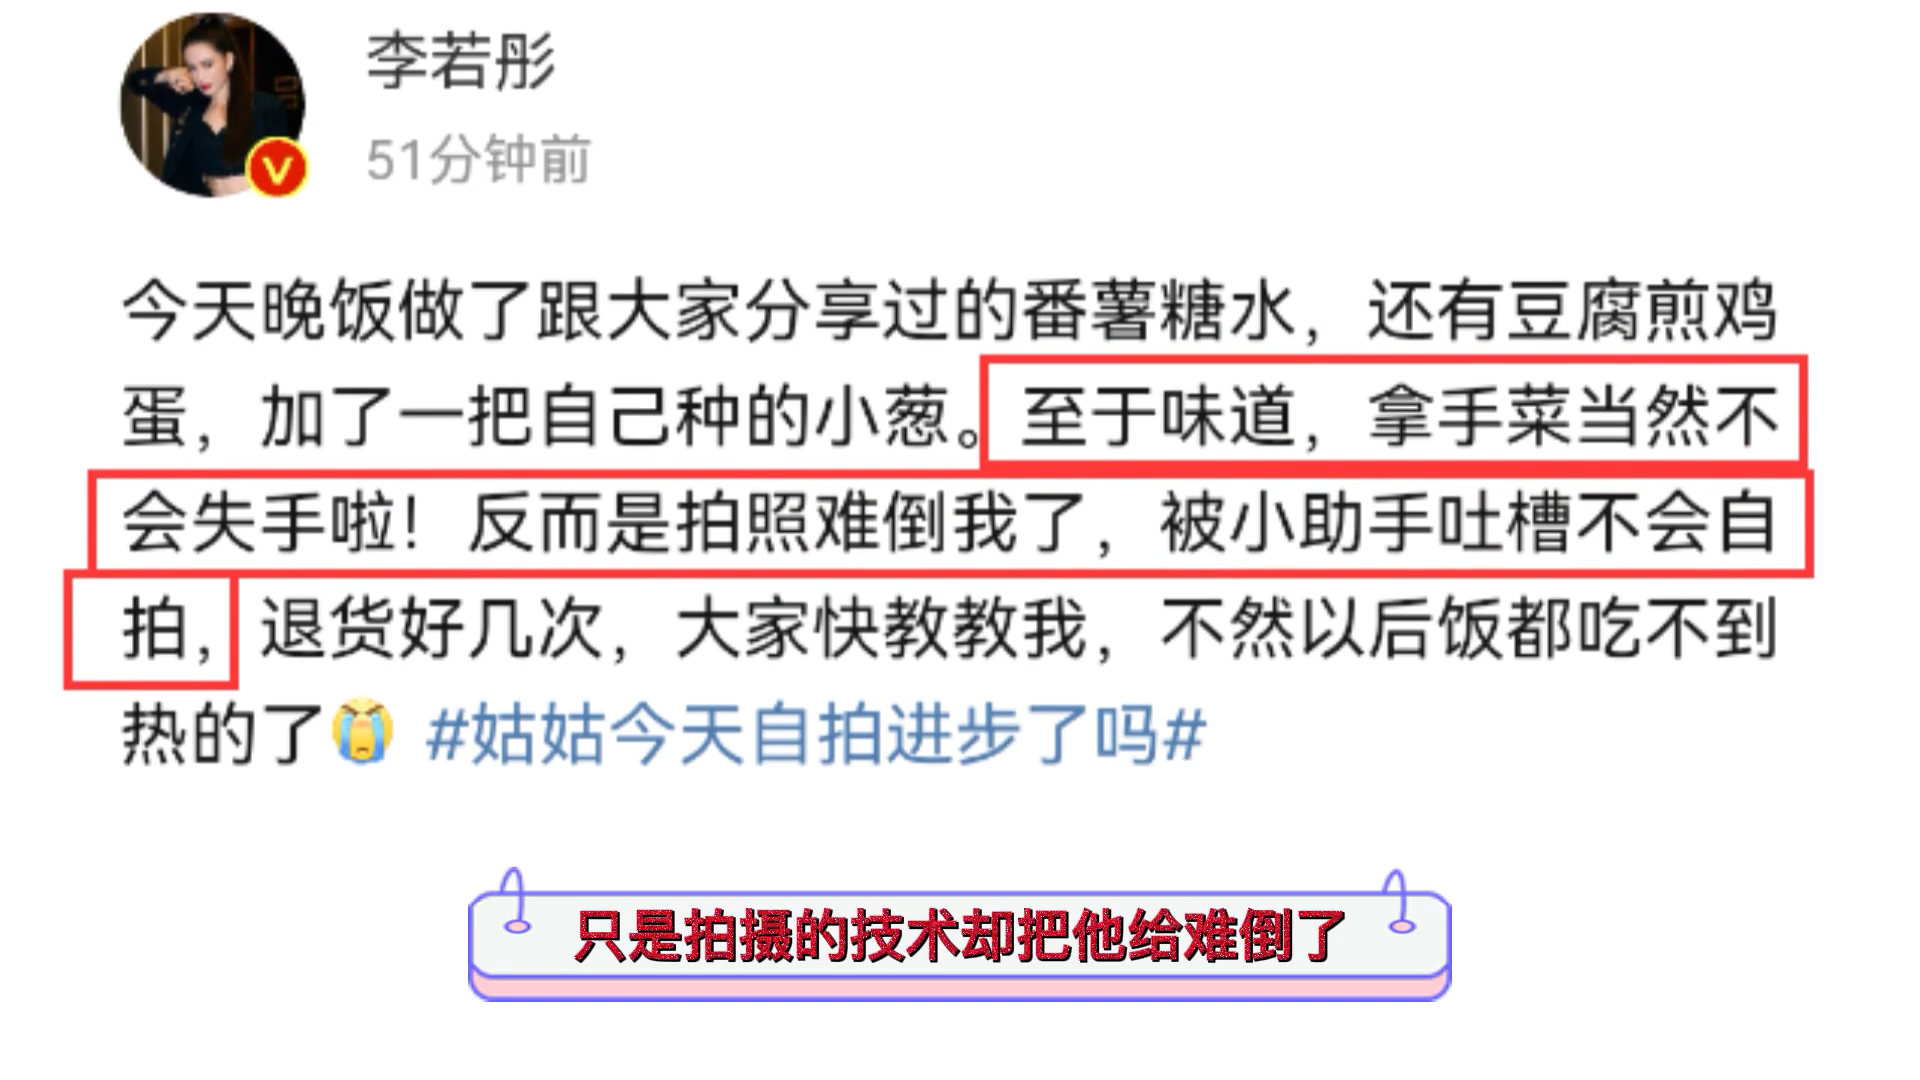 李若彤
51分钟前
今天晚饭做了跟大家分享过的番薯糖水，还有豆腐煎鸡
蛋，加了一把自己种的小葱。至于味道，拿手菜当然不
会失手啦！反而是拍照难倒我了，被小助手吐槽不会自
拍，退货好几次，大家快教教我，不然以后饭都吃不到
热的了😭 #姑姑今天自拍进步了吗#
只是拍摄的技术却把他给难倒了